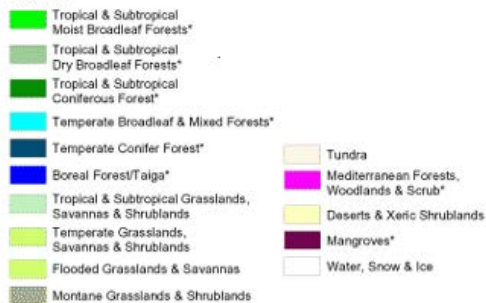 Tropical & Subtropical
Moist Broadleaf Forests*
Tropical & Subtropical
Dry Broadleaf Forests*
Tropical & Subtropical
Coniferous Forest*
Temperate Broadleaf & Mixed Forests*
Temperate Conifer Forest*
Boreal Forest/Taiga*
Tropical & Subtropical Grasslands,
Savannas & Shrublands
Temperate Grasslands,
Savannas & Shrublands
Flooded Grasslands & Savannas
Montane Grasslands & Shrublands
Tundra
Mediterranean Forests,
Woodlands & Scrub*
Deserts & Xeric Shrublands
Mangroves*
Water, Snow & Ice